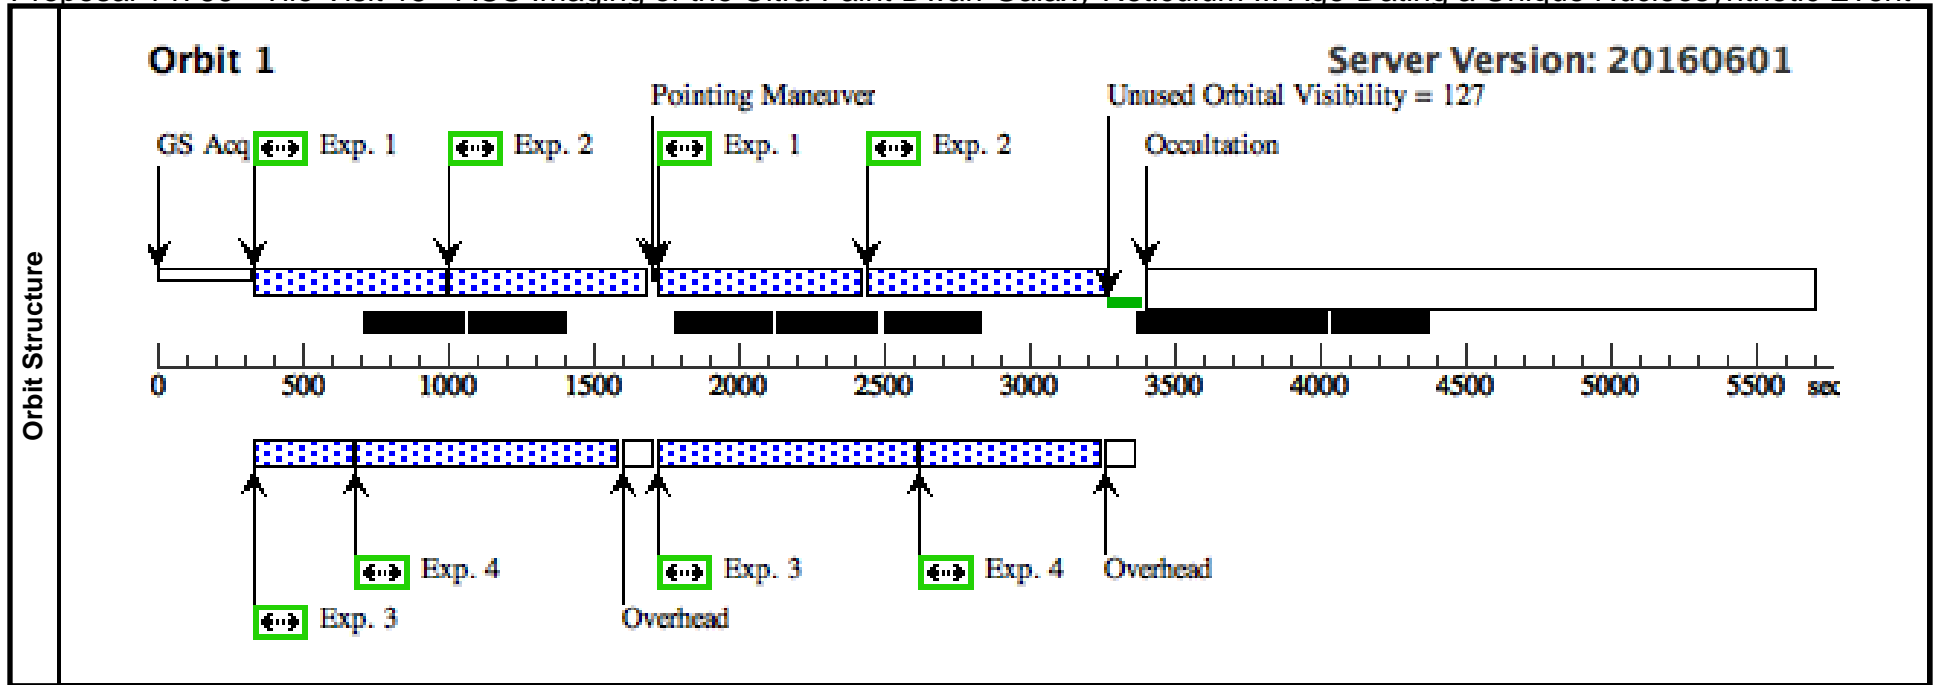 Orbit Structure
Orbit 1
Server Version: 20160601
Pointing Maneuver
Unused Orbital Visibility = 127
GS Acq
Exp. 1
Exp. 2
Exp. 1
Exp. 2
Occultation
0 500 1000 1500 2000 2500 3000 3500 4000 4500 5000 5500 sec
Exp. 4
Exp. 3
Exp. 4
Overhead
Exp. 3
Overhead